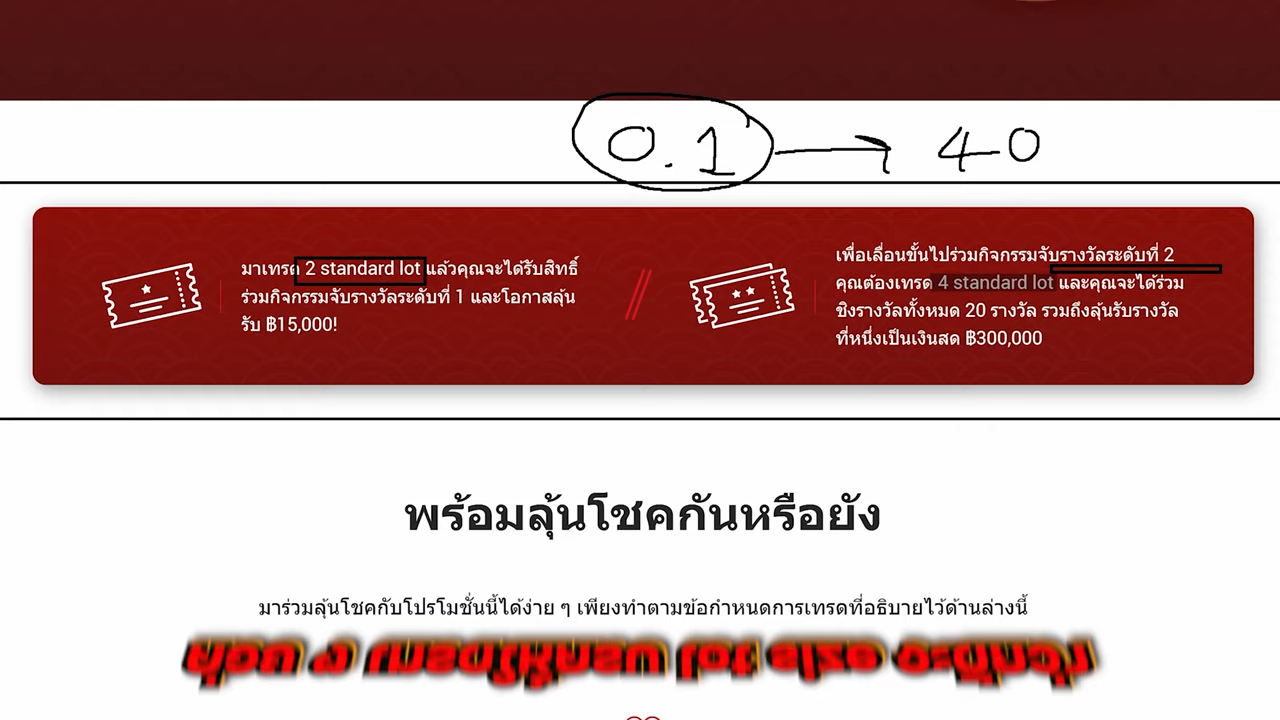 0.1 → 40
มาเทรด 2 standard lot แล้วคุณจะได้รับสิทธิ์
ร่วมกิจกรรมจับรางวัลระดับที่ 1 และโอกาสลุ้น
รับ ฿15,000!
เพื่อเลื่อนขั้นไปร่วมกิจกรรมจับรางวัลระดับที่ 2
คุณต้องเทรด 4 standard lot และคุณจะได้ร่วม
ชิงรางวัลทั้งหมด 20 รางวัล รวมถึงลุ้นรับรางวัล
ที่หนึ่งเป็นเงินสด ฿300,000
พร้อมลุ้นโชคกันหรือยัง
มาร่วมลุ้นโชคกับโปรโมชั่นนี้ได้ง่าย ๆ เพียงทำตามข้อกำหนดการเทรดที่อธิบายไว้ด้านล่างนี้